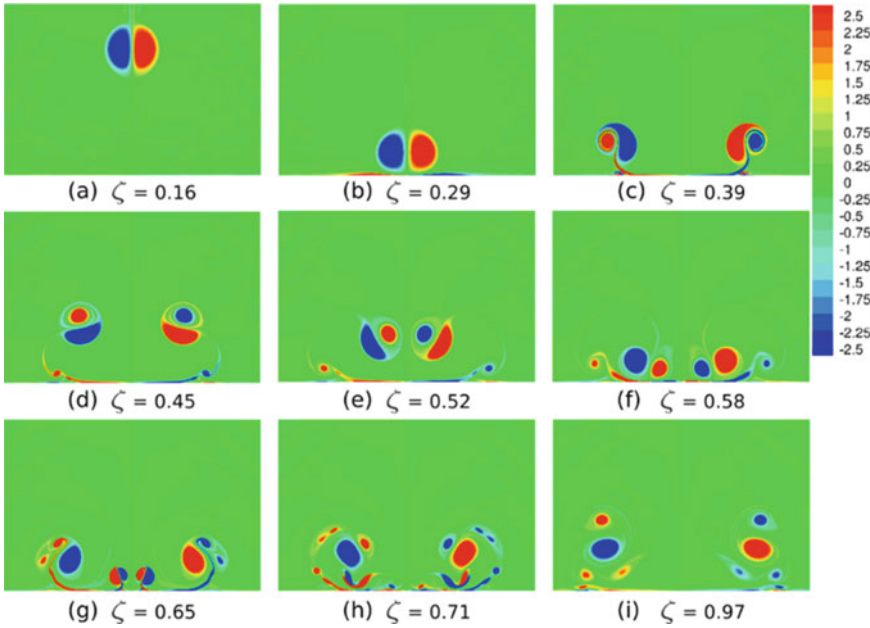 2.5
2
1.75
1.5
1.25
1
0.75
0.5
0.25
0
-0.25
-0.5
-0.75
-1
-1.25
-1.5
-1.75
-2
-2.25
-2.5
(a) ζ = 0.16
(b) ζ = 0.29
(c) ζ = 0.39
(d) ζ = 0.45
(e) ζ = 0.52
(f) ζ = 0.58
(g) ζ = 0.65
(h) ζ = 0.71
(i) ζ = 0.97